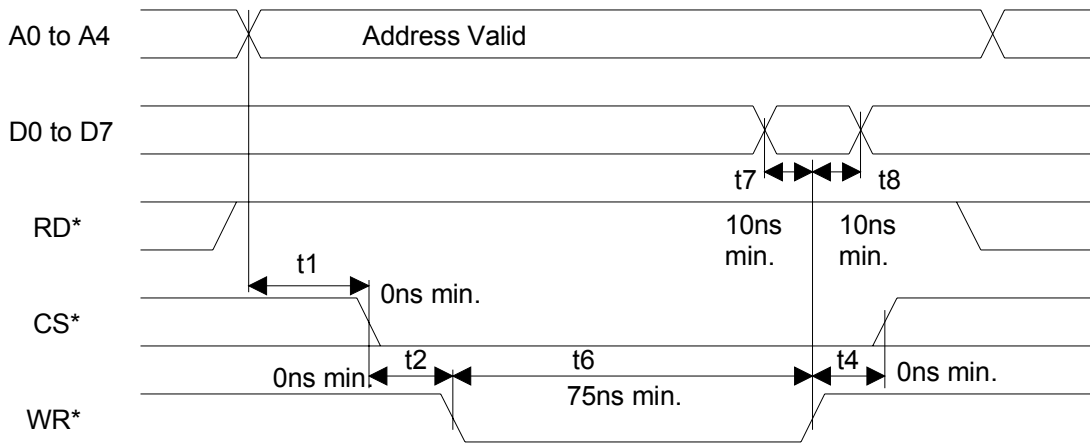 A0 to A4
Address Valid
D0 to D7
t7
t8
RD*
10ns
min.
10ns
min.
t1
0ns min.
CS*
t2
t6
t4
0ns min.
75ns min.
0ns min.
WR*